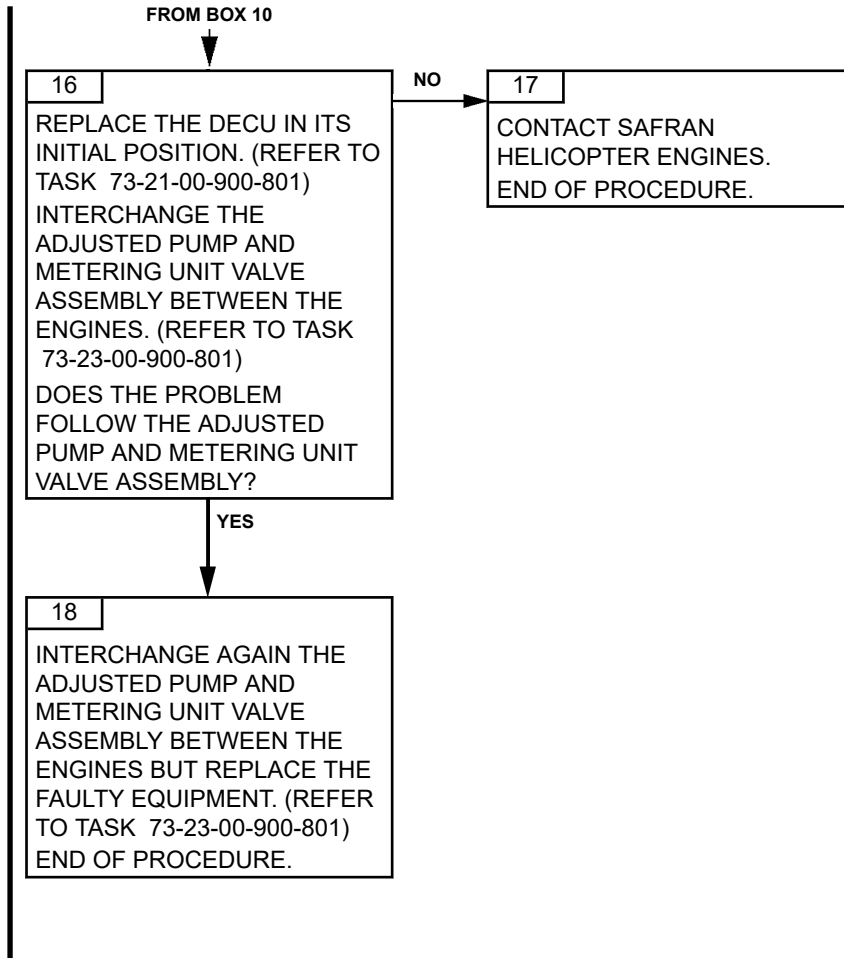 FROM BOX 10
16
REPLACE THE DECU IN ITS
INITIAL POSITION. (REFER TO
TASK 73-21-00-900-801)
INTERCHANGE THE
ADJUSTED PUMP AND
METERING UNIT VALVE
ASSEMBLY BETWEEN THE
ENGINES. (REFER TO TASK
73-23-00-900-801)
DOES THE PROBLEM
FOLLOW THE ADJUSTED
PUMP AND METERING UNIT
VALVE ASSEMBLY?
NO
17
CONTACT SAFRAN
HELICOPTER ENGINES.
END OF PROCEDURE.
YES
18
INTERCHANGE AGAIN THE
ADJUSTED PUMP AND
METERING UNIT VALVE
ASSEMBLY BETWEEN THE
ENGINES BUT REPLACE THE
FAULTY EQUIPMENT. (REFER
TO TASK 73-23-00-900-801)
END OF PROCEDURE.